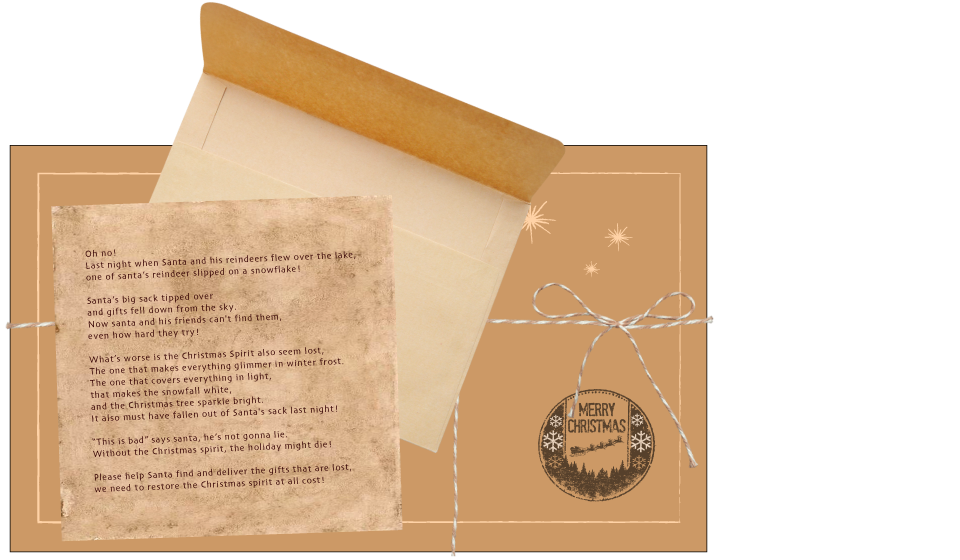 Oh no!
Last night when Santa and his reindeers flew over the lake,
one of santa's reindeer slipped on a snowflake!
Santa's big sack tipped over
and gifts fell down from the sky.
Now santa and his friends can't find them,
even how hard they try!
What's worse is the Christmas Spirit also seem lost,
The one that makes everything glimmer in winter frost.
The one that covers everything in light,
that makes the snowfall white,
and the Christmas tree sparkle bright.
It also must have fallen out of Santa's sack last night!
"This is bad" says santa, he's not gonna lie.
Without the Christmas spirit, the holiday might die!
Please help Santa find and deliver the gifts that are lost,
we need to restore the Christmas spirit at all cost!
MERRY
CHRISTMAS